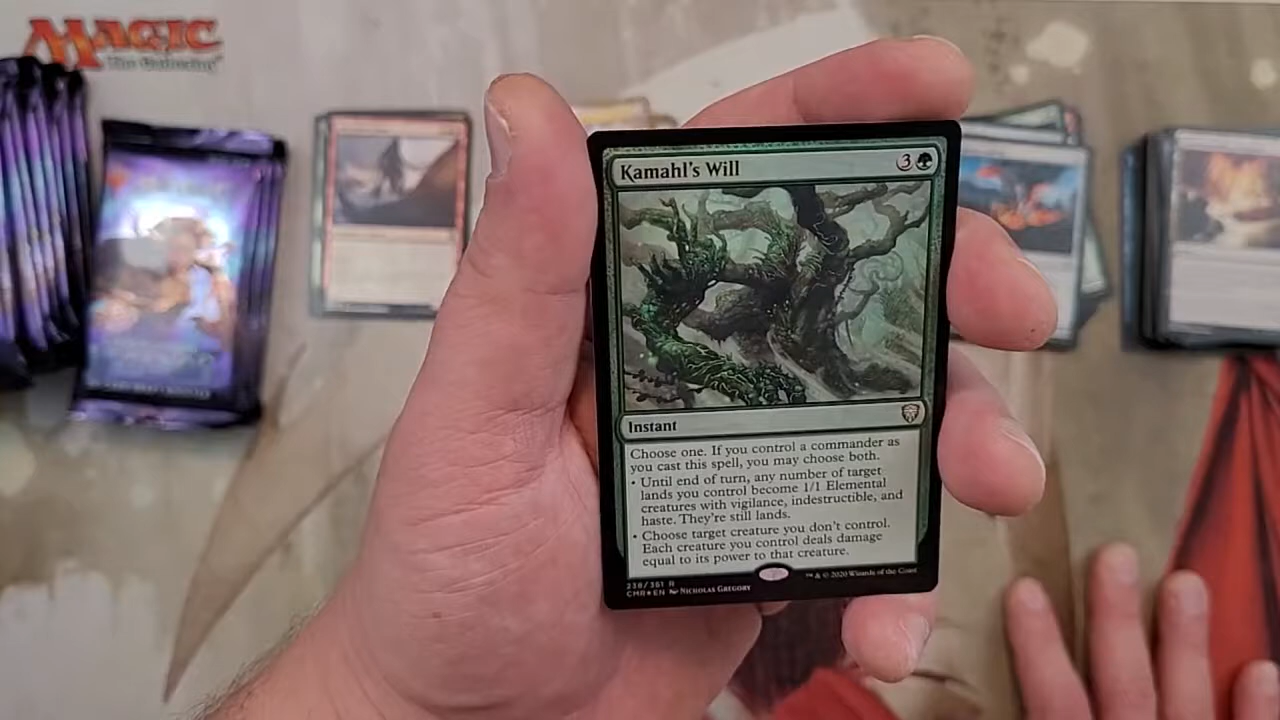 MAGIC
The Gathering
Kamahl's Will
3
Instant
Choose one. If you control a commander as
you cast this spell, you may choose both.
• Until end of turn, any number of target
lands you control become 1/1 Elemental
creatures with vigilance, indestructible, and
haste. They're still lands.
• Choose target creature you don't control.
Each creature you control deals damage
equal to its power to that creature.
238/361 R
CMR★EN Nicholas Gregory
™ & © 2020 Wizards of the Coast